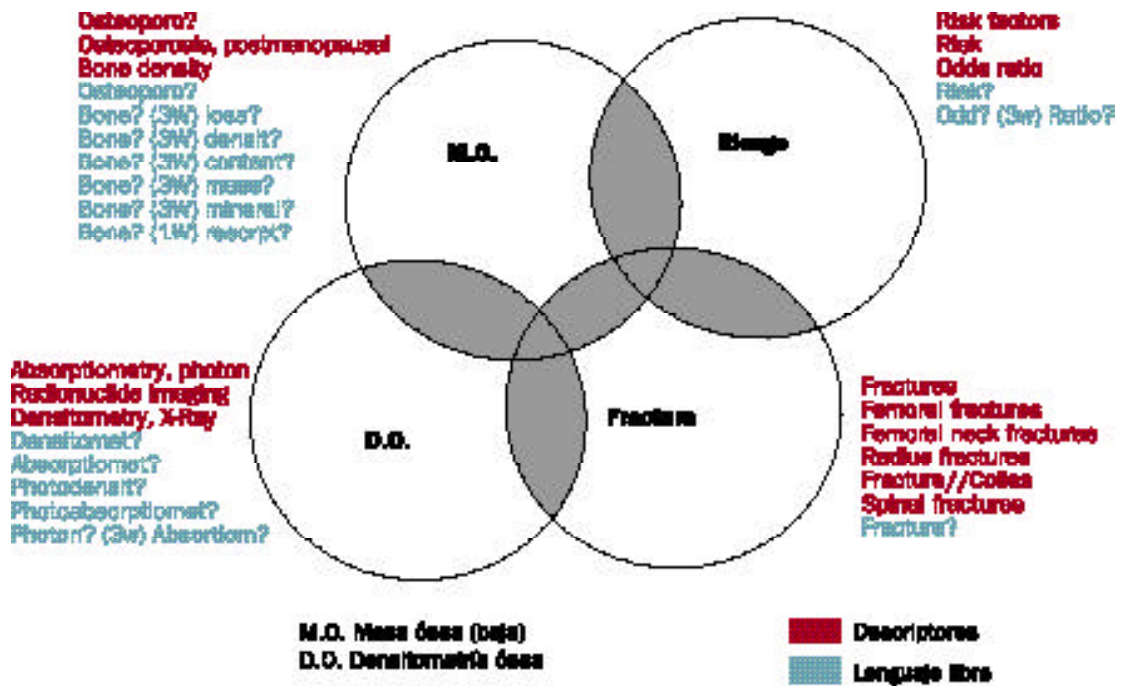 Osteoporo?
Osteoporosis, postmenopausal
Bone density
Osteoporo?
Bone? (3W) loss?
Bone? (3W) densit?
Bone? (3W) content?
Bone? (3W) mass?
Bone? (3W) mineral?
Bone? (1W) resorpt?
Risk factors
Risk
Odds ratio
Risk?
Odd? (3w) Ratio?
M.O.
Riesgo
Absorptiometry, photon
Radionuclide imaging
Densitometry, X-Ray
Densitomet?
Absorptiomet?
Photodensit?
Photoabsorptiomet?
Photon? (3w) Absortiom?
D.O.
Fractura
Fractures
Femoral fractures
Femoral neck fractures
Radius fractures
Fracture//Colles
Spinal fractures
Fracture?
M.O. Masa ósea (baja)
D.O. Densitometría ósea
Descriptores
Lenguaje libre